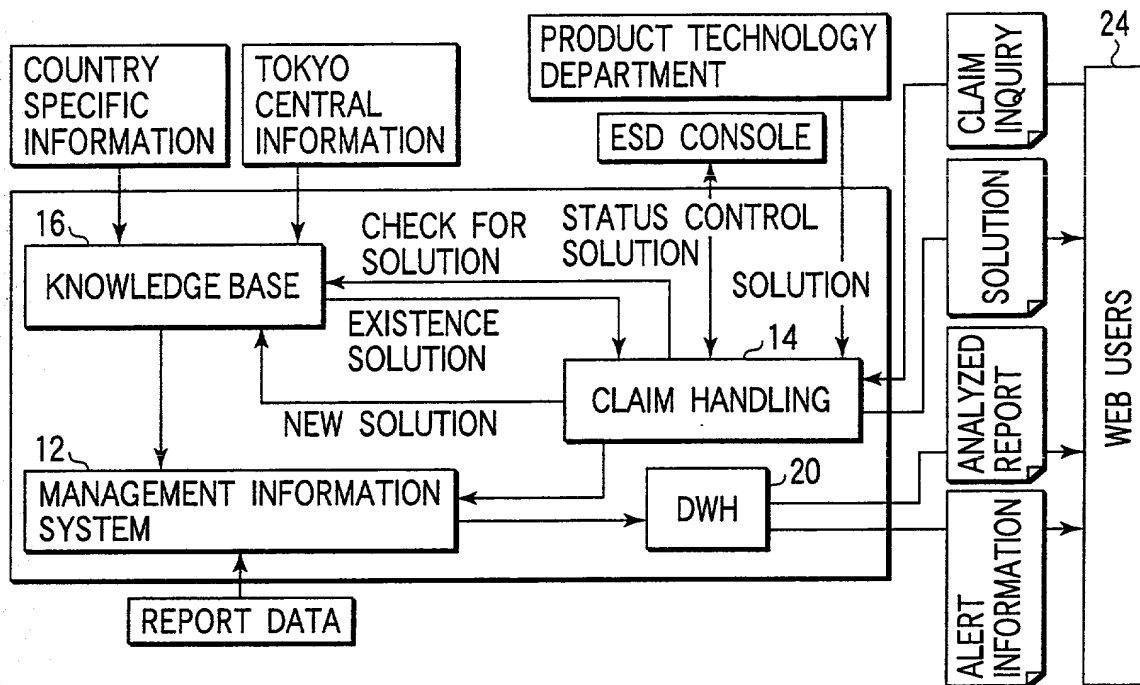 COUNTRY
SPECIFIC
INFORMATION
TOKYO
CENTRAL
INFORMATION
PRODUCT TECHNOLOGY
DEPARTMENT
ESD CONSOLE
CLAIM
INQUIRY
24
16
KNOWLEDGE BASE
CHECK FOR
SOLUTION
STATUS CONTROL
SOLUTION
SOLUTION
SOLUTION
EXISTENCE
SOLUTION
14
CLAIM HANDLING
NEW SOLUTION
ANALYZED
REPORT
WEB USERS
12
MANAGEMENT INFORMATION
SYSTEM
20
DWH
ALERT
INFORMATION
REPORT DATA